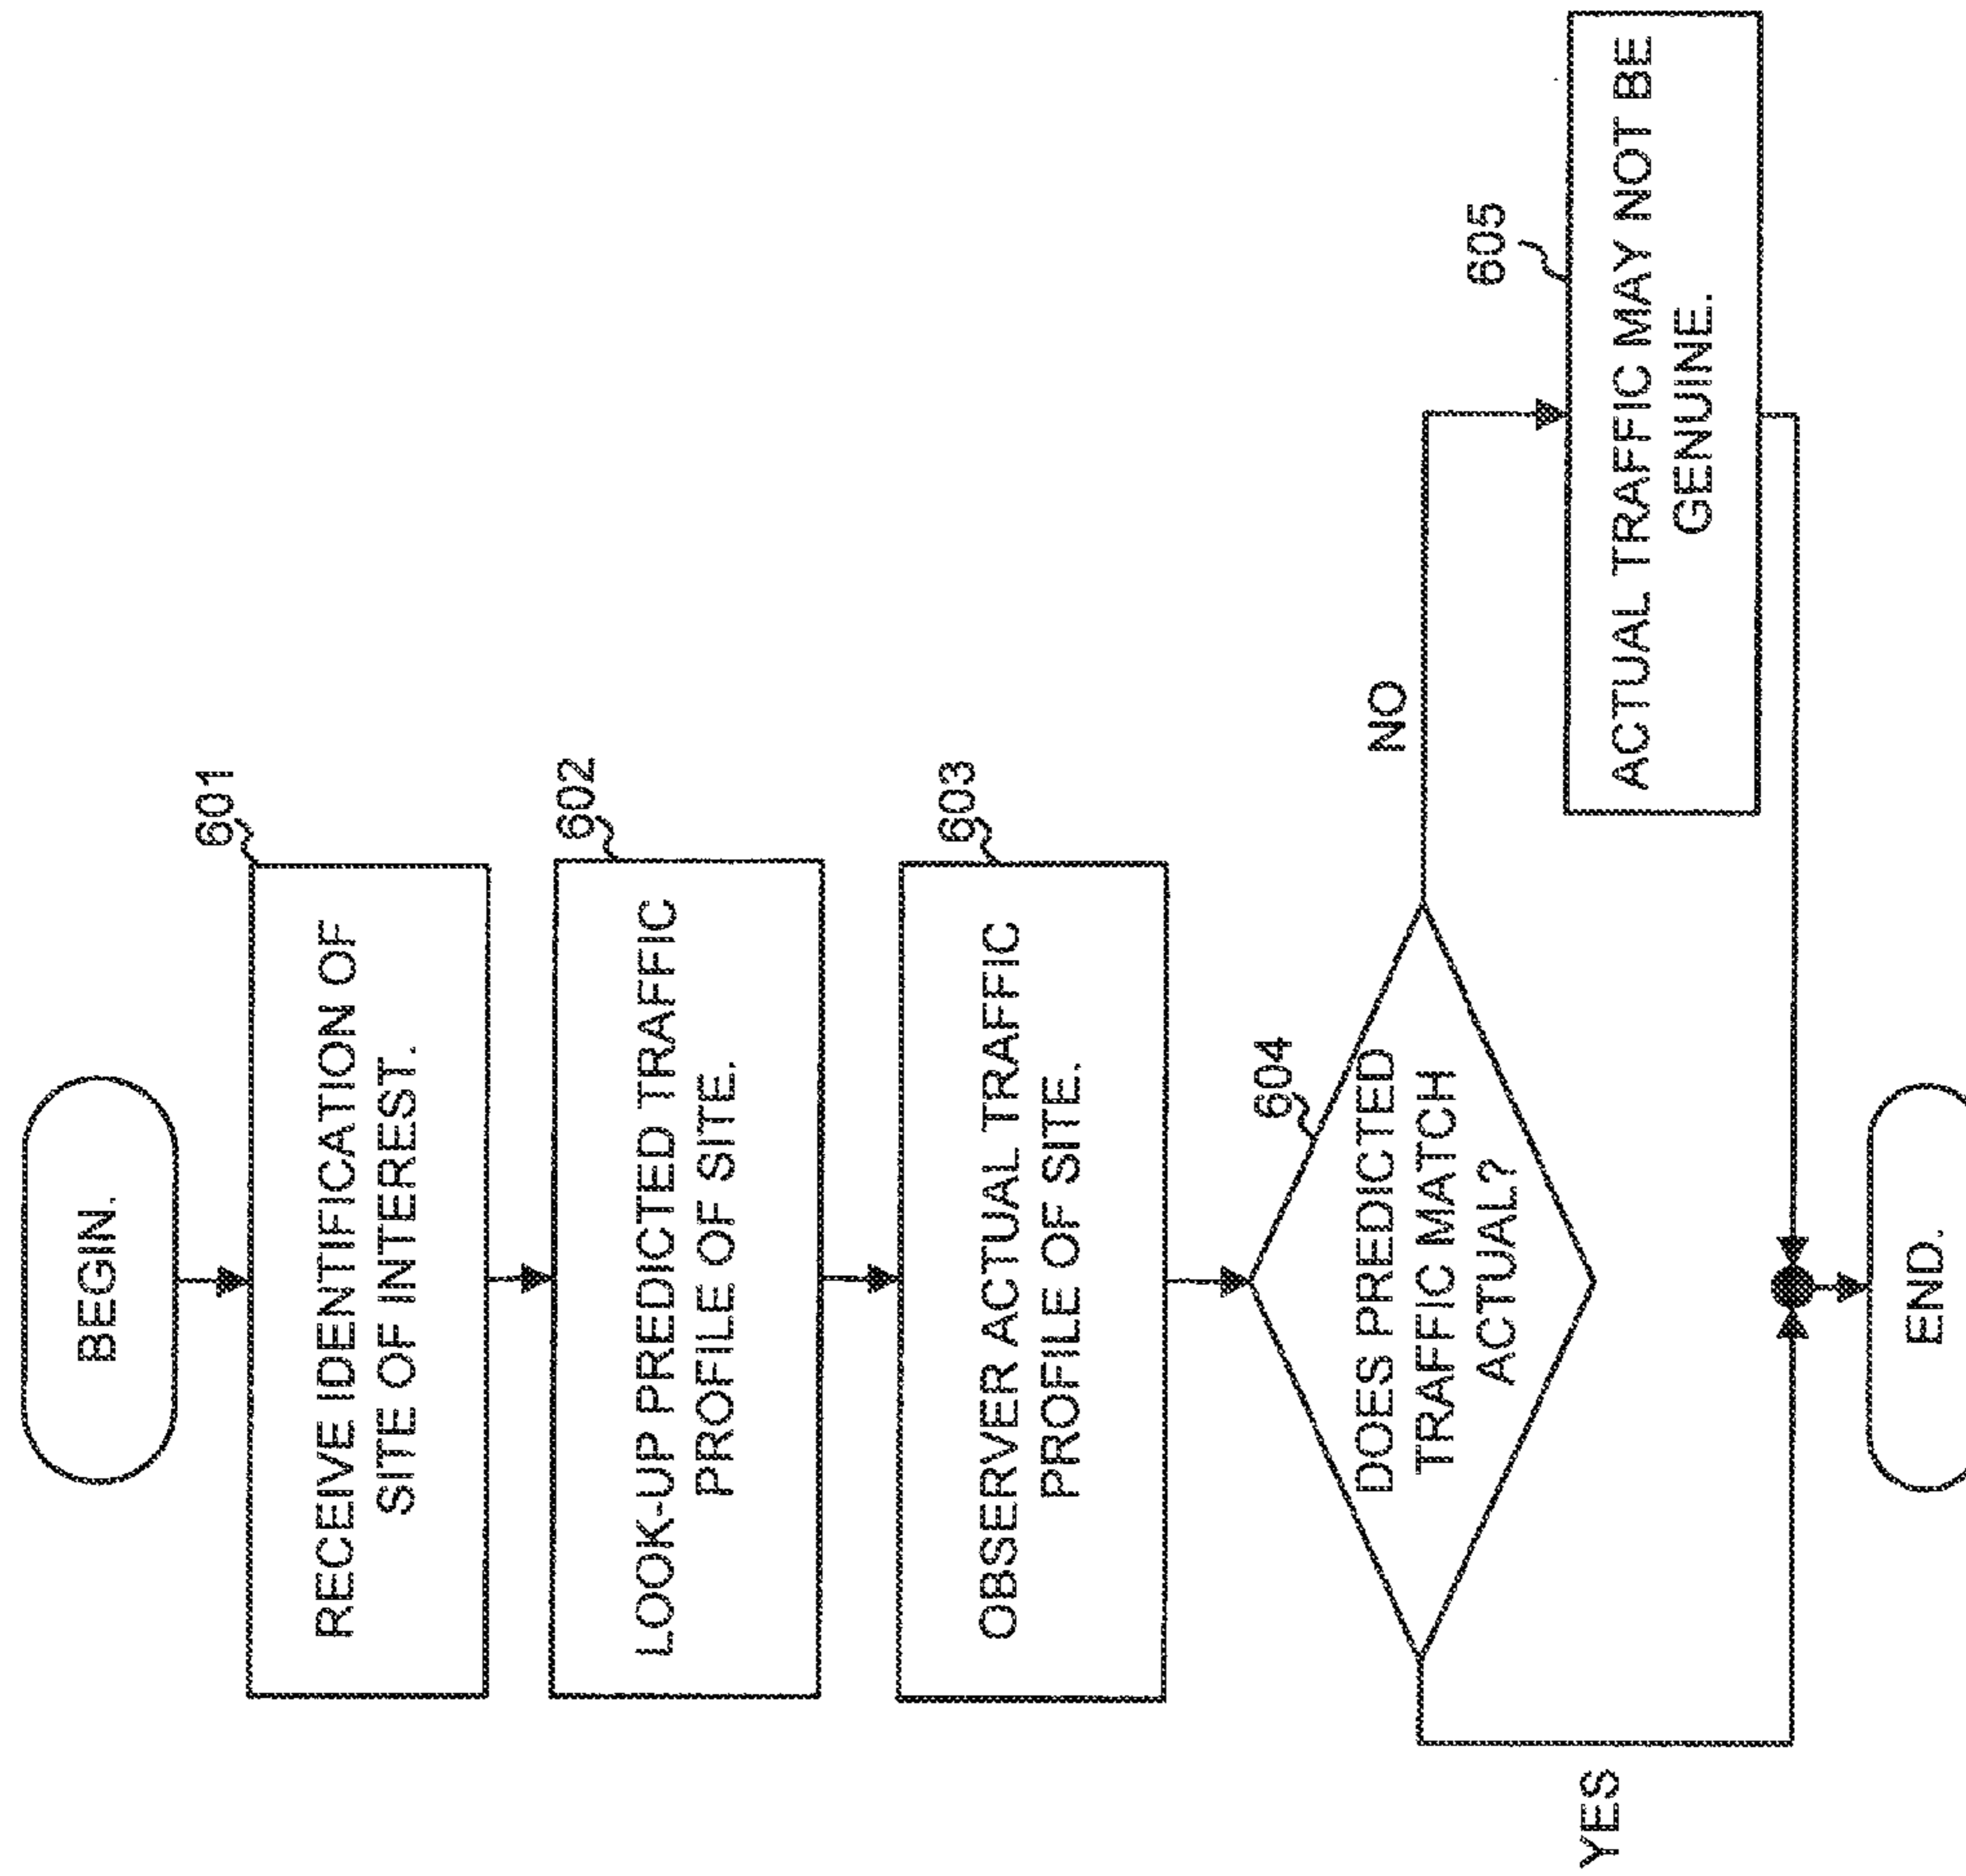 BEGIN.
601
RECEIVE IDENTIFICATION OF
SITE OF INTEREST.
602
LOOK-UP PREDICTED TRAFFIC
PROFILE OF SITE.
603
OBSERVER ACTUAL TRAFFIC
PROFILE OF SITE.
604
DOES PREDICTED
TRAFFIC MATCH
ACTUAL?
NO
605
ACTUAL TRAFFIC MAY NOT BE
GENUINE.
YES
END.